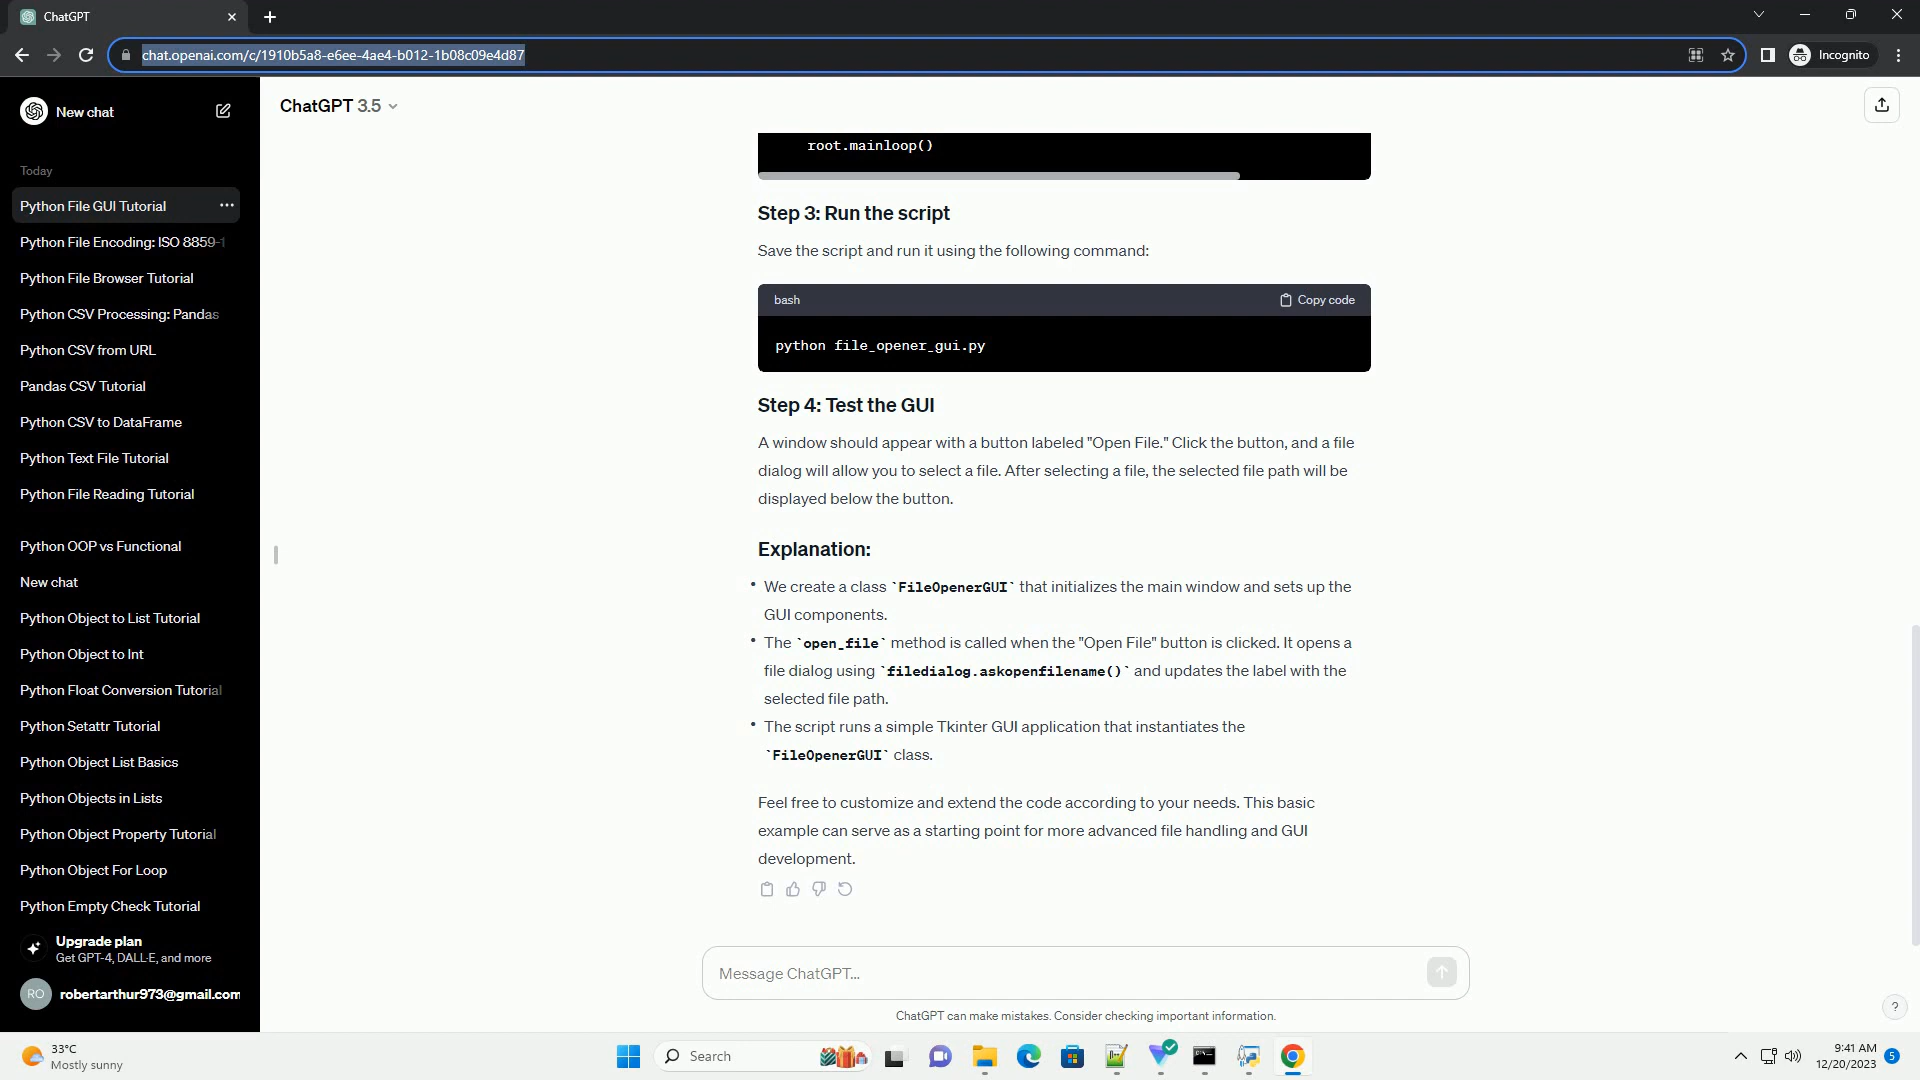 ChatGPT
chat.openai.com/c/1910b5a8-e6ee-4ae4-b012-1b08c09e4d87
Incognito
New chat
Today
Python File GUI Tutorial
Python File Encoding: ISO 8859-1
Python File Browser Tutorial
Python CSV Processing: Pandas
Python CSV from URL
Pandas CSV Tutorial
Python CSV to DataFrame
Python Text File Tutorial
Python File Reading Tutorial
Python OOP vs Functional
New chat
Python Object to List Tutorial
Python Object to Int
Python Float Conversion Tutorial
Python Setattr Tutorial
Python Object List Basics
Python Objects in Lists
Python Object Property Tutorial
Python Object For Loop
Python Empty Check Tutorial
Upgrade plan
Get GPT-4, DALL·E, and more
RO
robertarthur973@gmail.com
ChatGPT 3.5
root.mainloop()
Step 3: Run the script
Save the script and run it using the following command:
bash
Copy code
python file_opener_gui.py
Step 4: Test the GUI
A window should appear with a button labeled "Open File." Click the button, and a file
dialog will allow you to select a file. After selecting a file, the selected file path will be
displayed below the button.
Explanation:
• We create a class `FileOpenerGUI` that initializes the main window and sets up the
GUI components.
• The `open_file` method is called when the "Open File" button is clicked. It opens a
file dialog using `filedialog.askopenfilename()` and updates the label with the
selected file path.
• The script runs a simple Tkinter GUI application that instantiates the
`FileOpenerGUI` class.
Feel free to customize and extend the code according to your needs. This basic
example can serve as a starting point for more advanced file handling and GUI
development.
Message ChatGPT...
ChatGPT can make mistakes. Consider checking important information.
?
33°C
Mostly sunny
Search
9:41 AM
12/20/2023
5